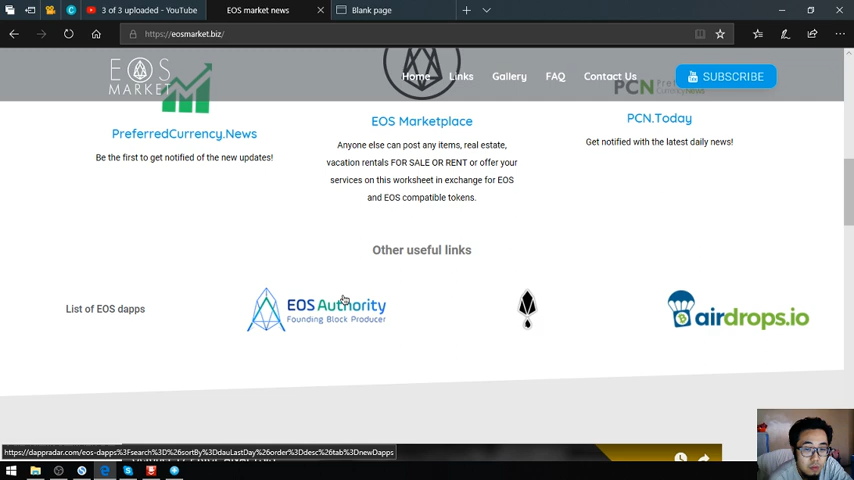 3 of 3 uploaded - YouTube
EOS market news
Blank page
https://eosmarket.biz/
EOS
MARKET
Home
Links
Gallery
FAQ
Contact Us
SUBSCRIBE
PCN
PreferredCurrency.News
Be the first to get notified of the new updates!
EOS Marketplace
Anyone else can post any items, real estate,
vacation rentals FOR SALE OR RENT or offer your
services on this worksheet in exchange for EOS
and EOS compatible tokens.
PCN.Today
Get notified with the latest daily news!
Other useful links
List of EOS dapps
EOS Authority
Founding Block Producer
airdrops.io
https://dappradar.com/eos-dapps%3Fsearch%3D%26sortBy%3DdauLastDay%26order%3Ddesc%26tab%3DnewDapps